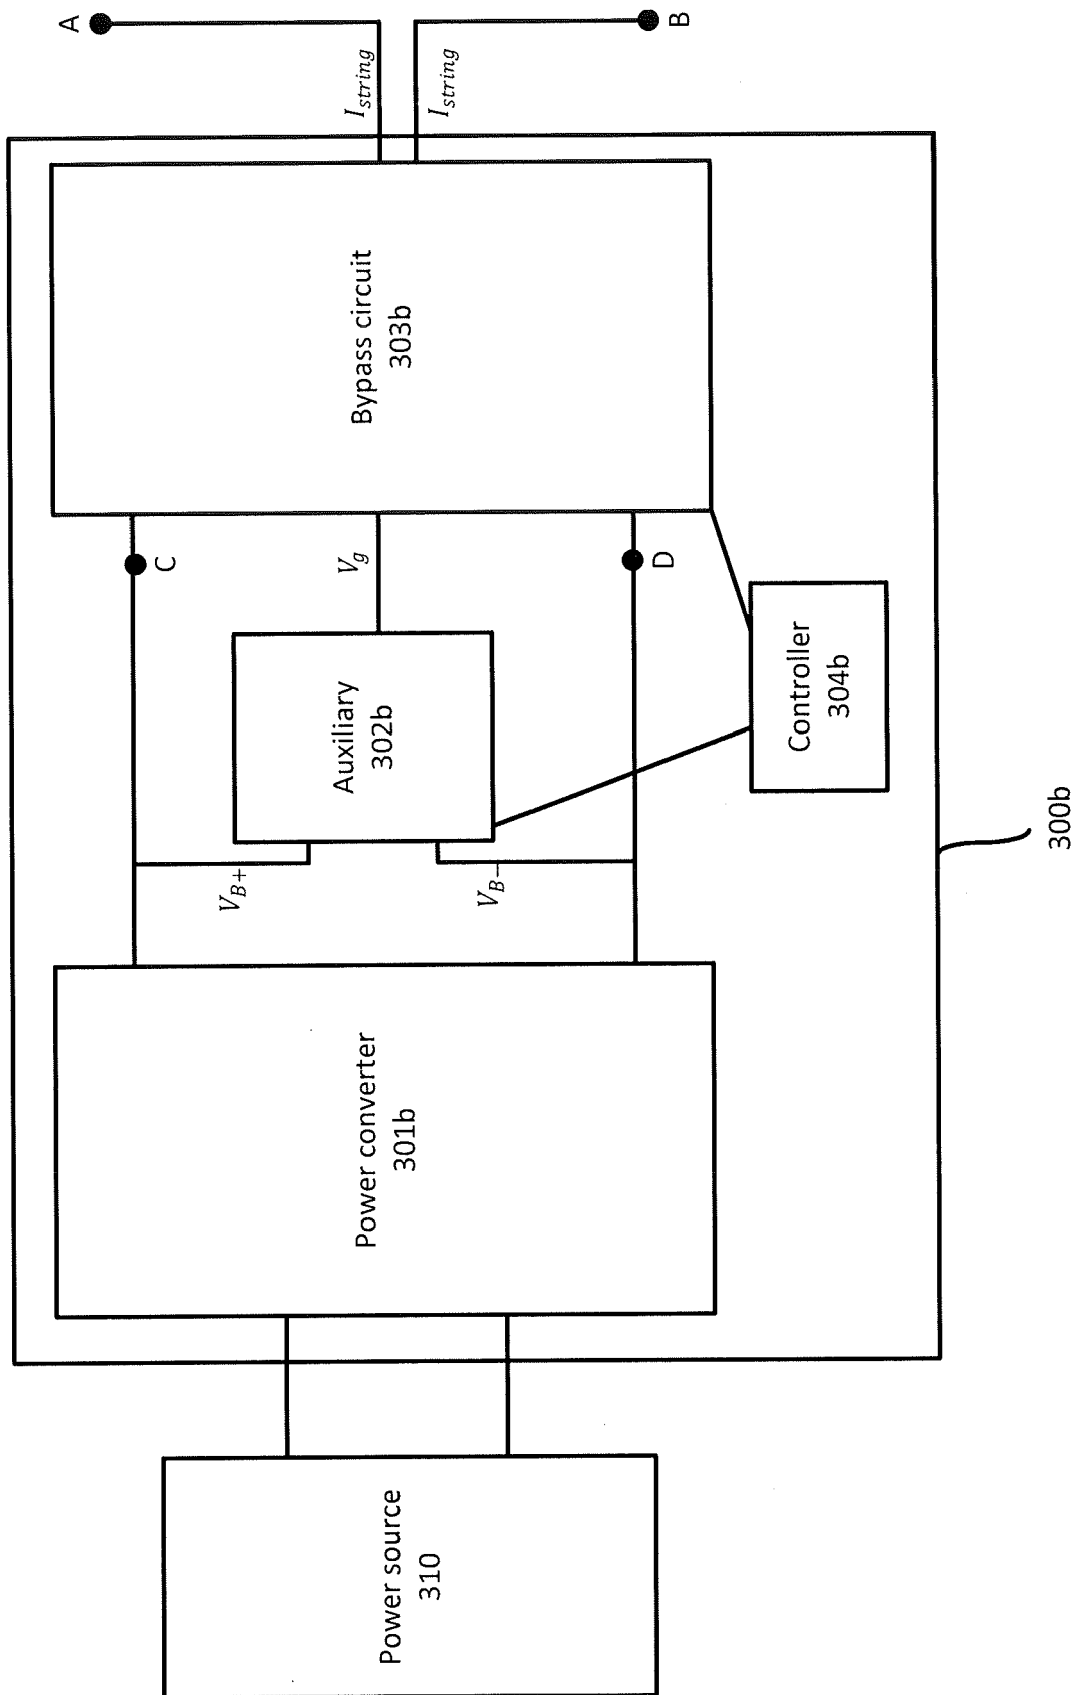 A
I_string
I_string
B
Bypass circuit
303b
C
V_g
D
Auxiliary
302b
Controller
304b
V_B+
V_B−
300b
Power converter
301b
Power source
310